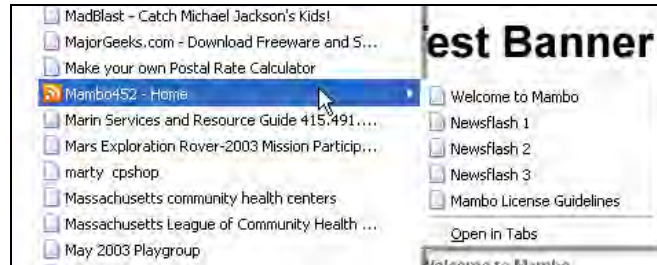 MadBlast - Catch Michael Jackson's Kids!
MajorGeeks.com - Download Freeware and S...
Make your own Postal Rate Calculator
Mambo452 - Home
Marin Services and Resource Guide 415.491....
Mars Exploration Rover-2003 Mission Particip...
marty cpshop
Massachusetts community health centers
Massachusetts League of Community Health ...
May 2003 Playgroup
est Banner
Welcome to Mambo
Newsflash 1
Newsflash 2
Newsflash 3
Mambo License Guidelines
Open in Tabs
Welcome to Mambo